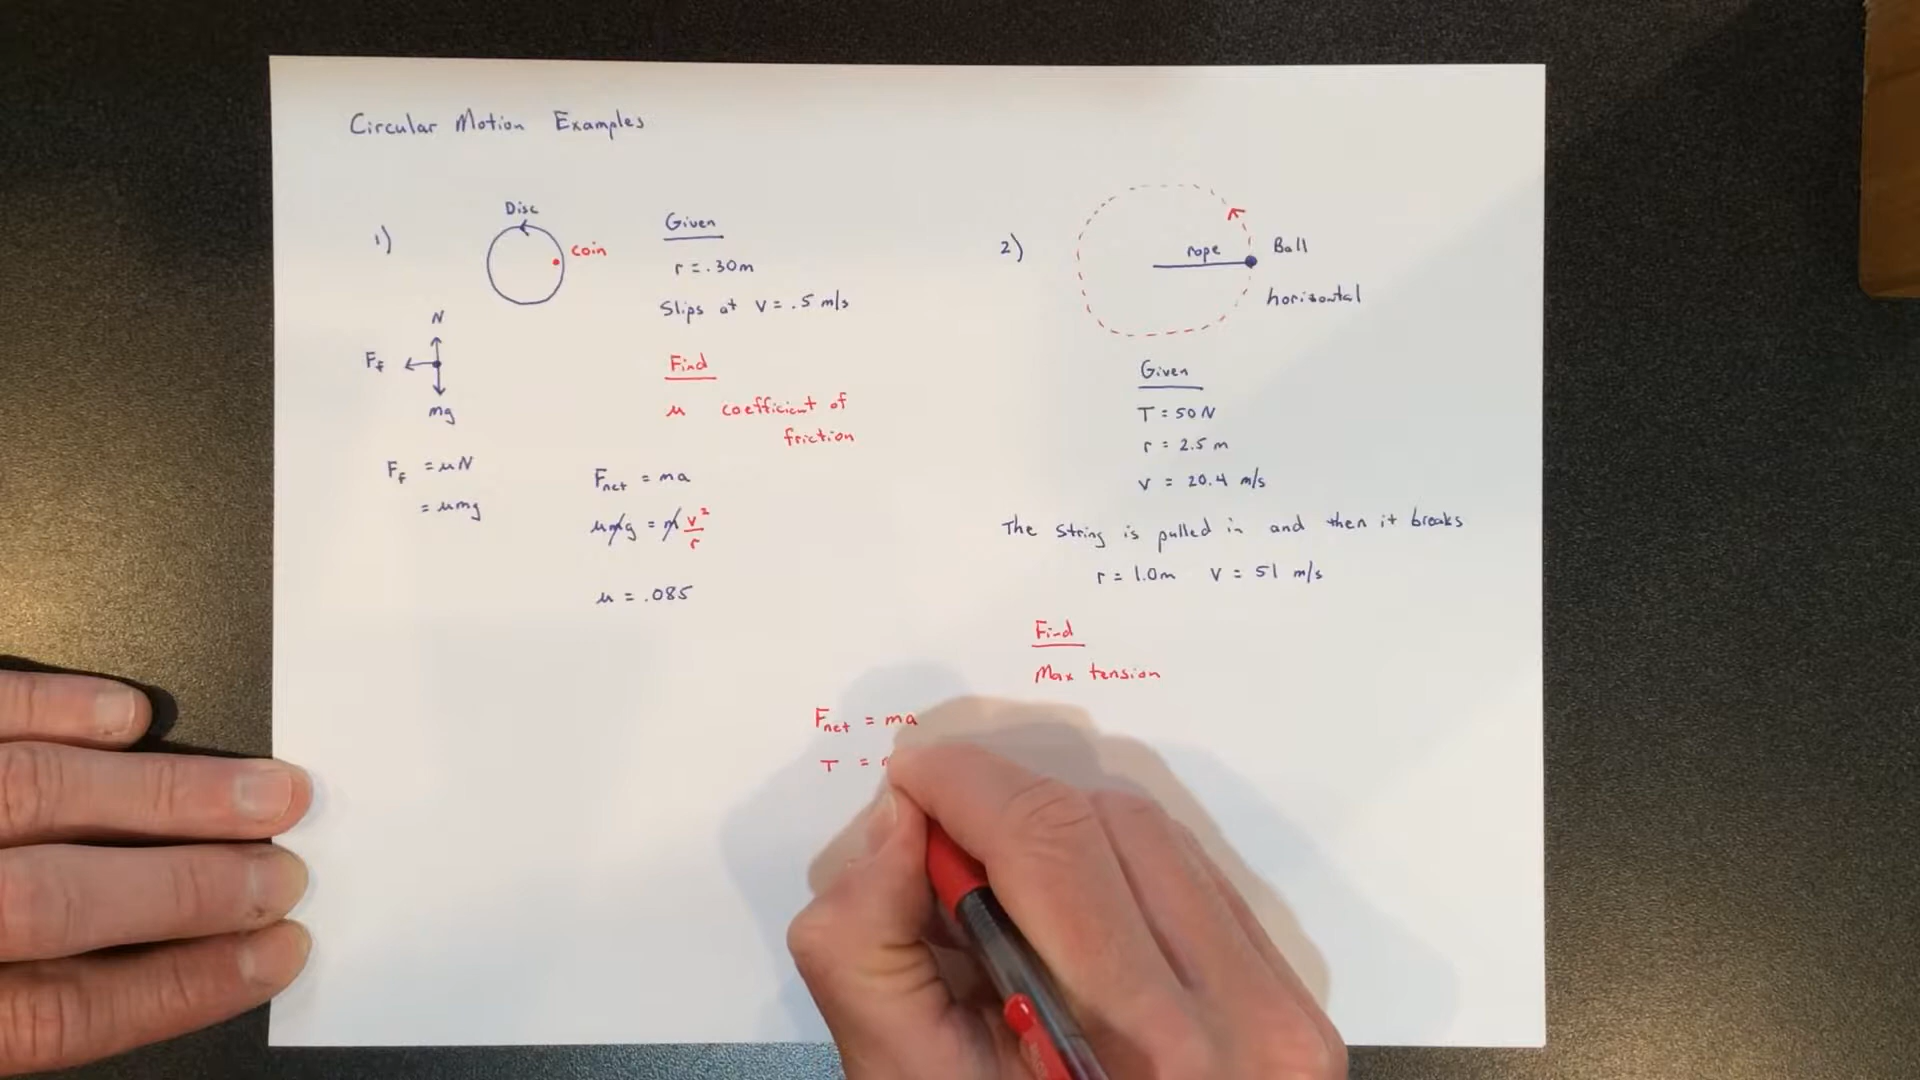 Circular Motion Examples
1)
Disc
coin
N
Ff
mg
Ff = μN
= μmg
Given
r = .30m
Slips at v = .5 m/s
Find
μ coefficient of
friction
Fnet = ma
μmg = m v²/r
μ = .085
2)
rope
Ball
horizontal
Given
T = 50 N
r = 2.5 m
v = 20.4 m/s
The string is pulled in and then it breaks
r = 1.0m v = 51 m/s
Find
Max tension
Fnet = ma
T =